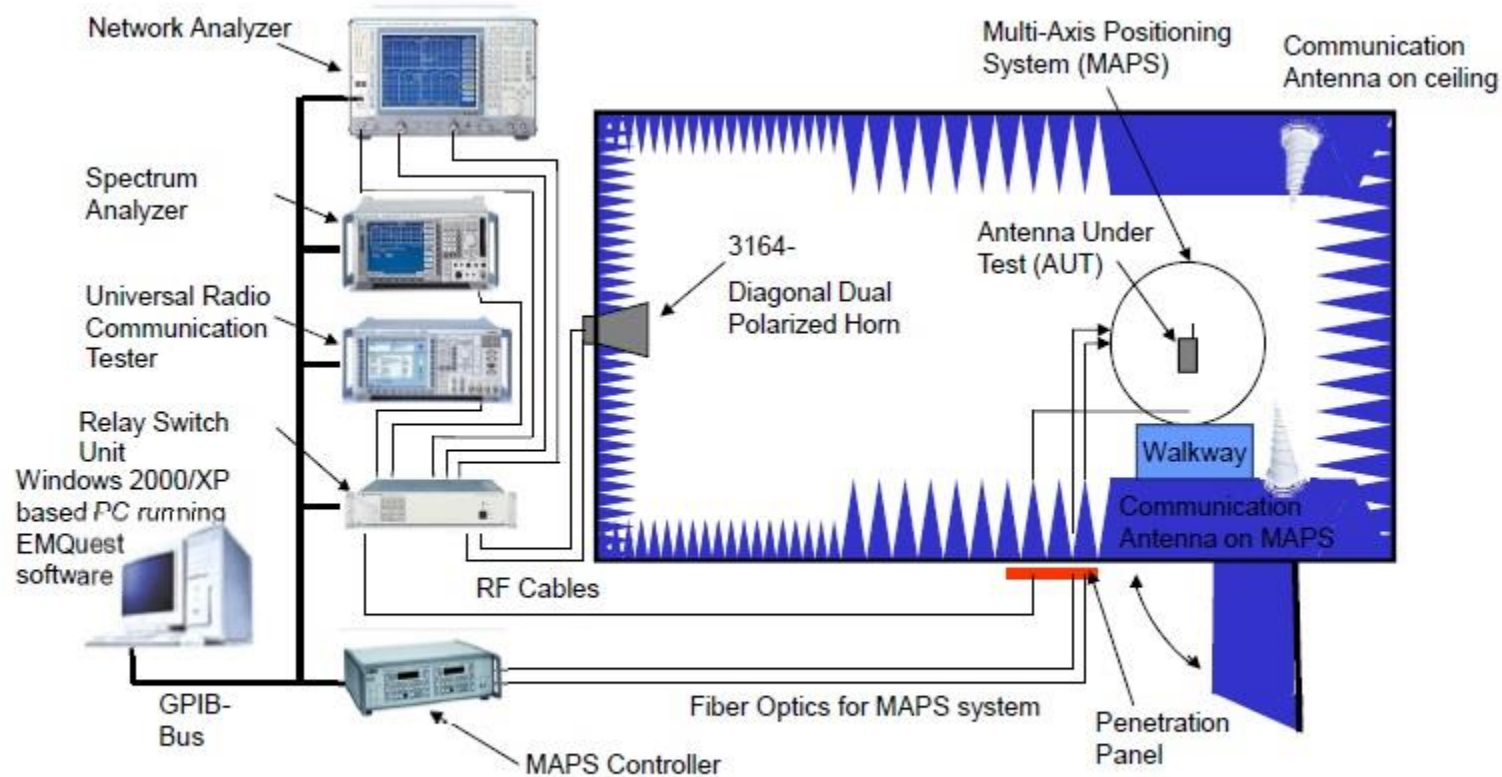 Network Analyzer
Multi-Axis Positioning
System (MAPS)
Communication
Antenna on ceiling
Spectrum
Analyzer
3164-
Diagonal Dual
Polarized Horn
Antenna Under
Test (AUT)
Universal Radio
Communication
Tester
Relay Switch
Unit
Windows 2000/XP
based PC running
EMQuest
software
Walkway
Communication
Antenna on MAPS
RF Cables
GPIB-
Bus
Fiber Optics for MAPS system
Penetration
Panel
MAPS Controller